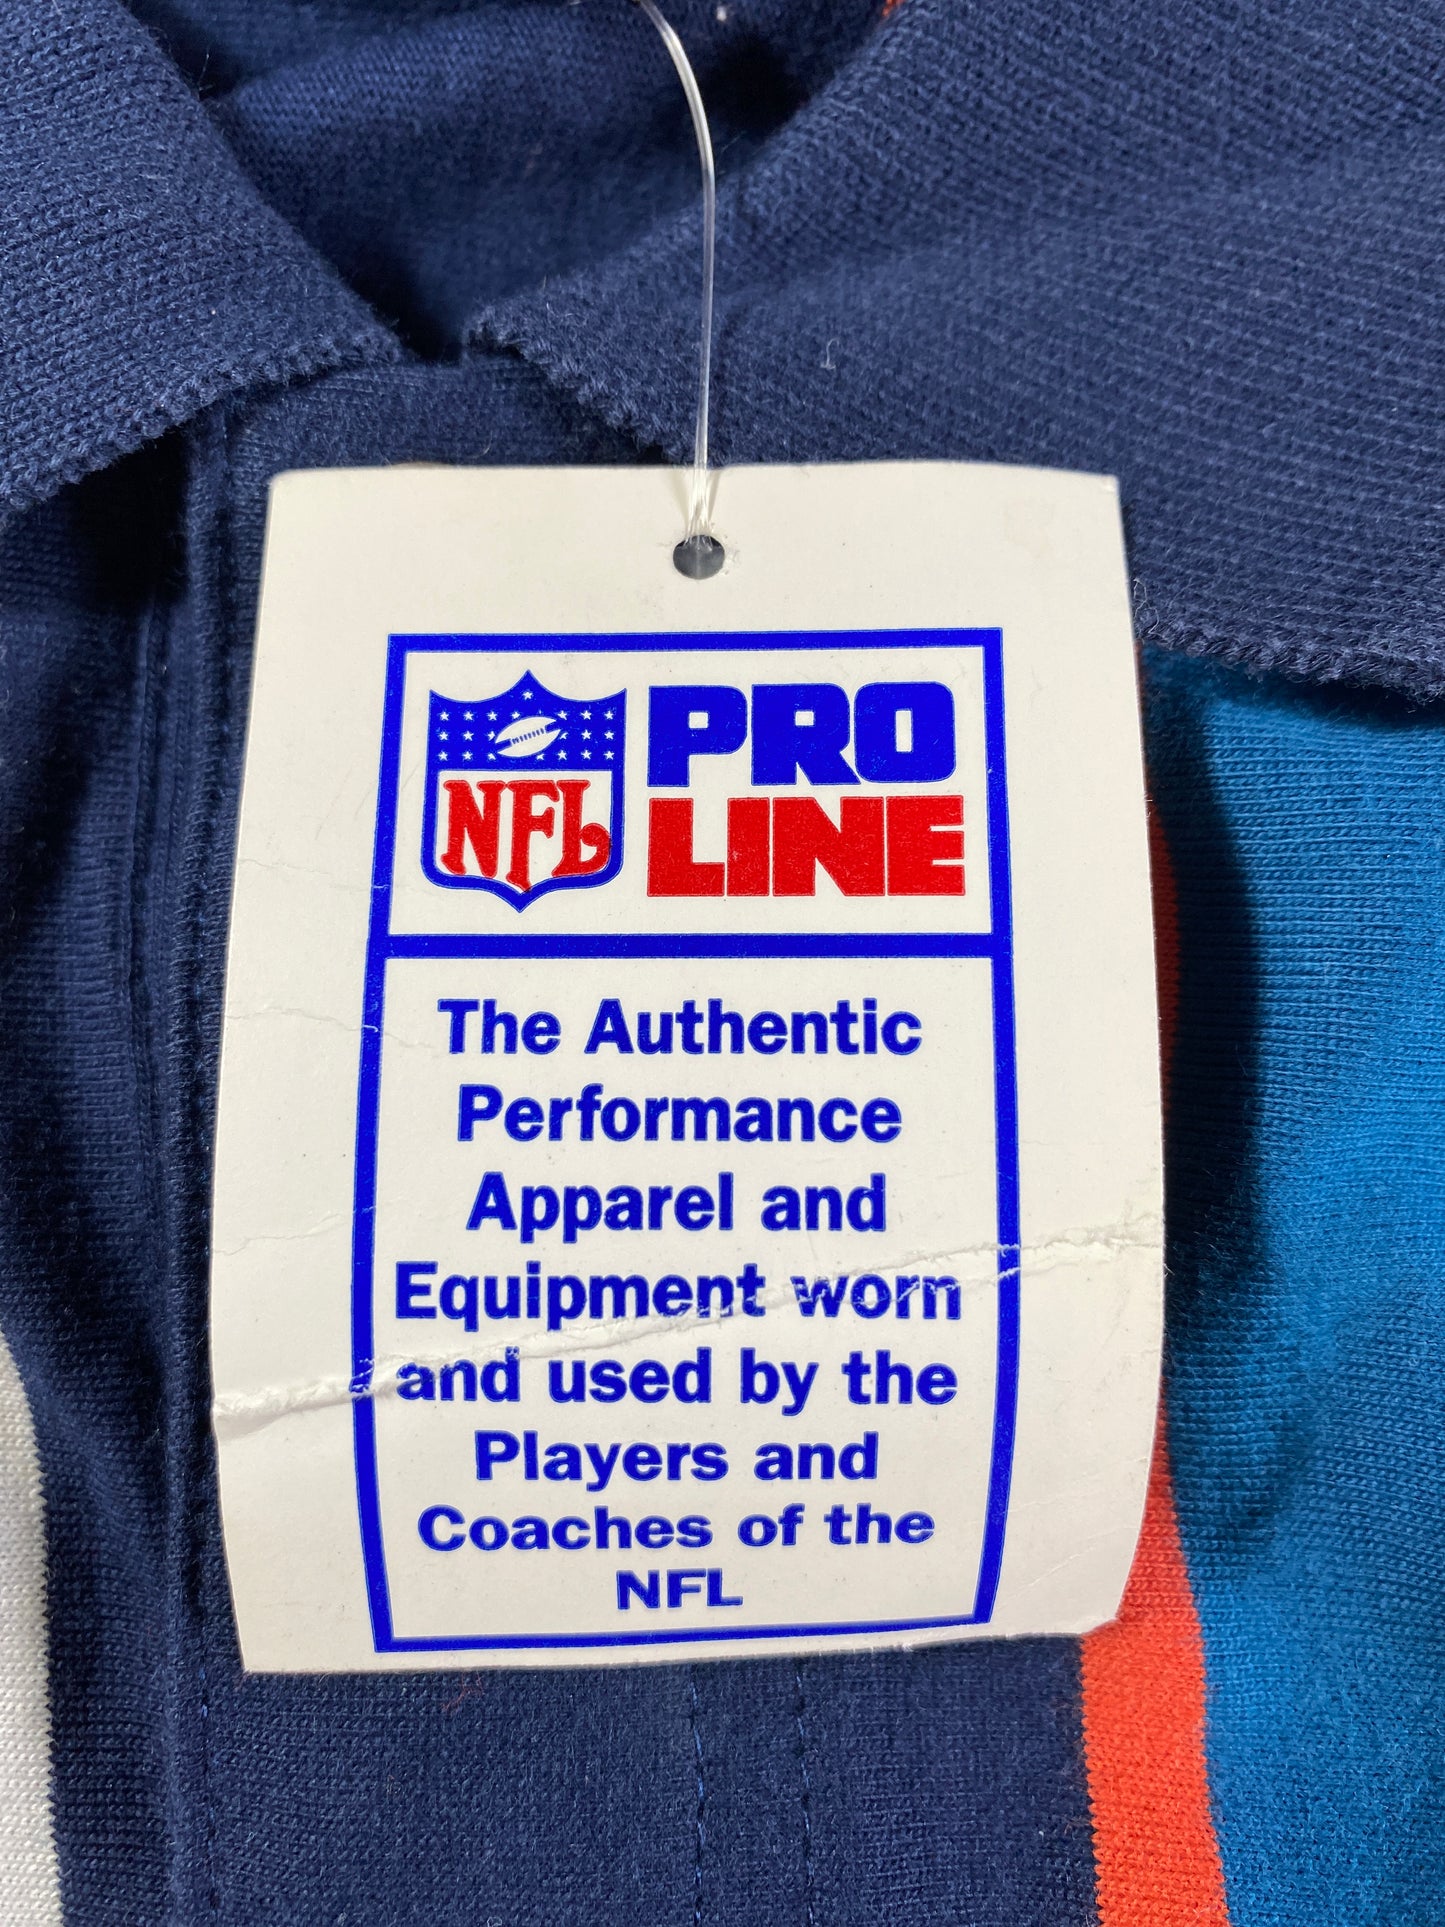 NFL
PRO
LINE
The Authentic
Performance
Apparel and
Equipment worn
and used by the
Players and
Coaches of the
NFL